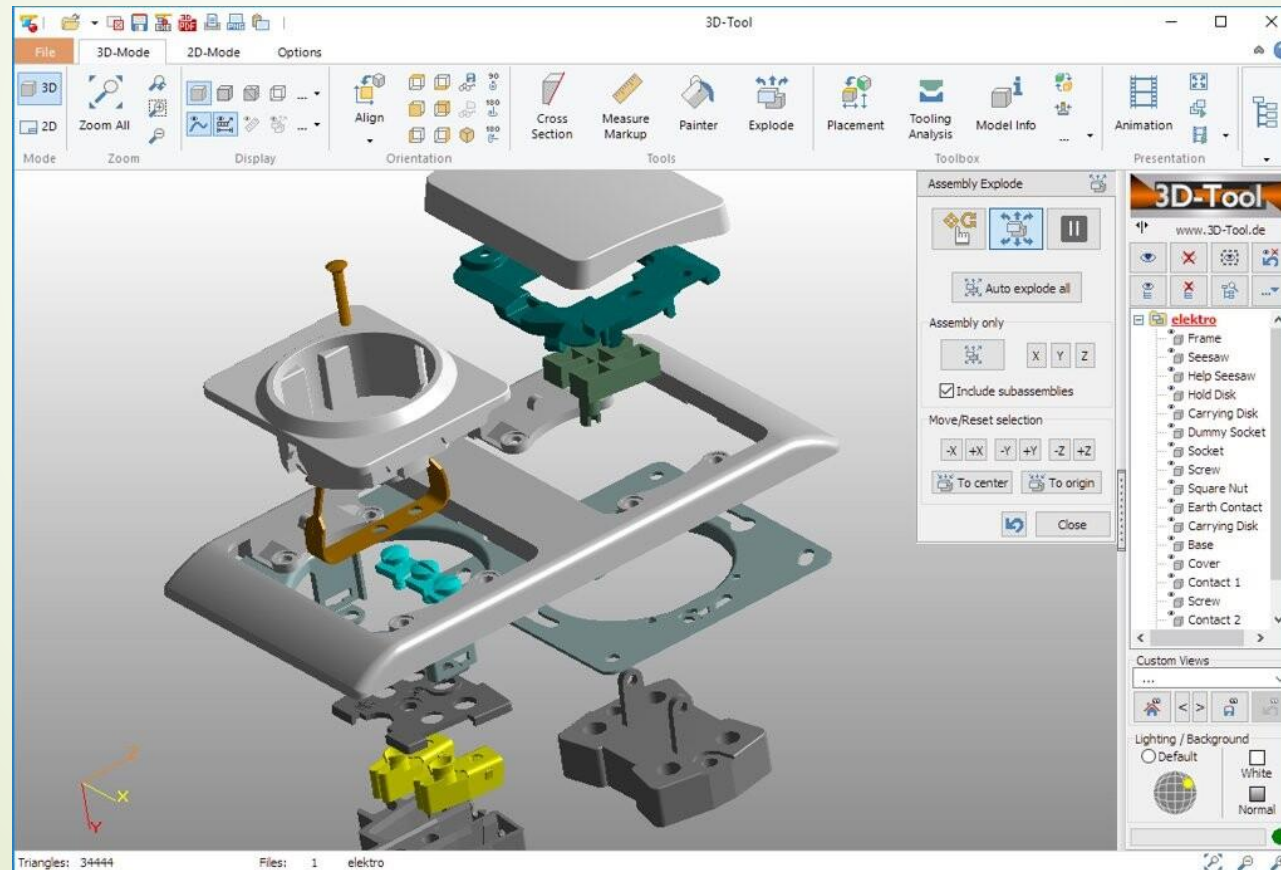 3D-Tool
File 3D-Mode 2D-Mode Options
3D
2D
Zoom All
Align
Cross Section
Measure Markup
Painter
Explode
Placement
Tooling Analysis
Model Info
Animation
90
180
180
...
...
...
Mode Zoom Display Orientation Tools Toolbox Presentation
Assembly Explode
Auto explode all
Assembly only
X Y Z
Include subassemblies
Move/Reset selection
-X +X -Y +Y -Z +Z
To center To origin
Close
3D-Tool
www.3D-Tool.de
...
elektro
Frame
Seesaw
Help Seesaw
Hold Disk
Carrying Disk
Dummy Socket
Socket
Screw
Square Nut
Earth Contact
Carrying Disk
Base
Cover
Contact 1
Screw
Contact 2
Custom Views
...
< >
Lighting / Background
Default
White
Normal
Z
X
Y
Triangles: 34444 Files: 1 elektro